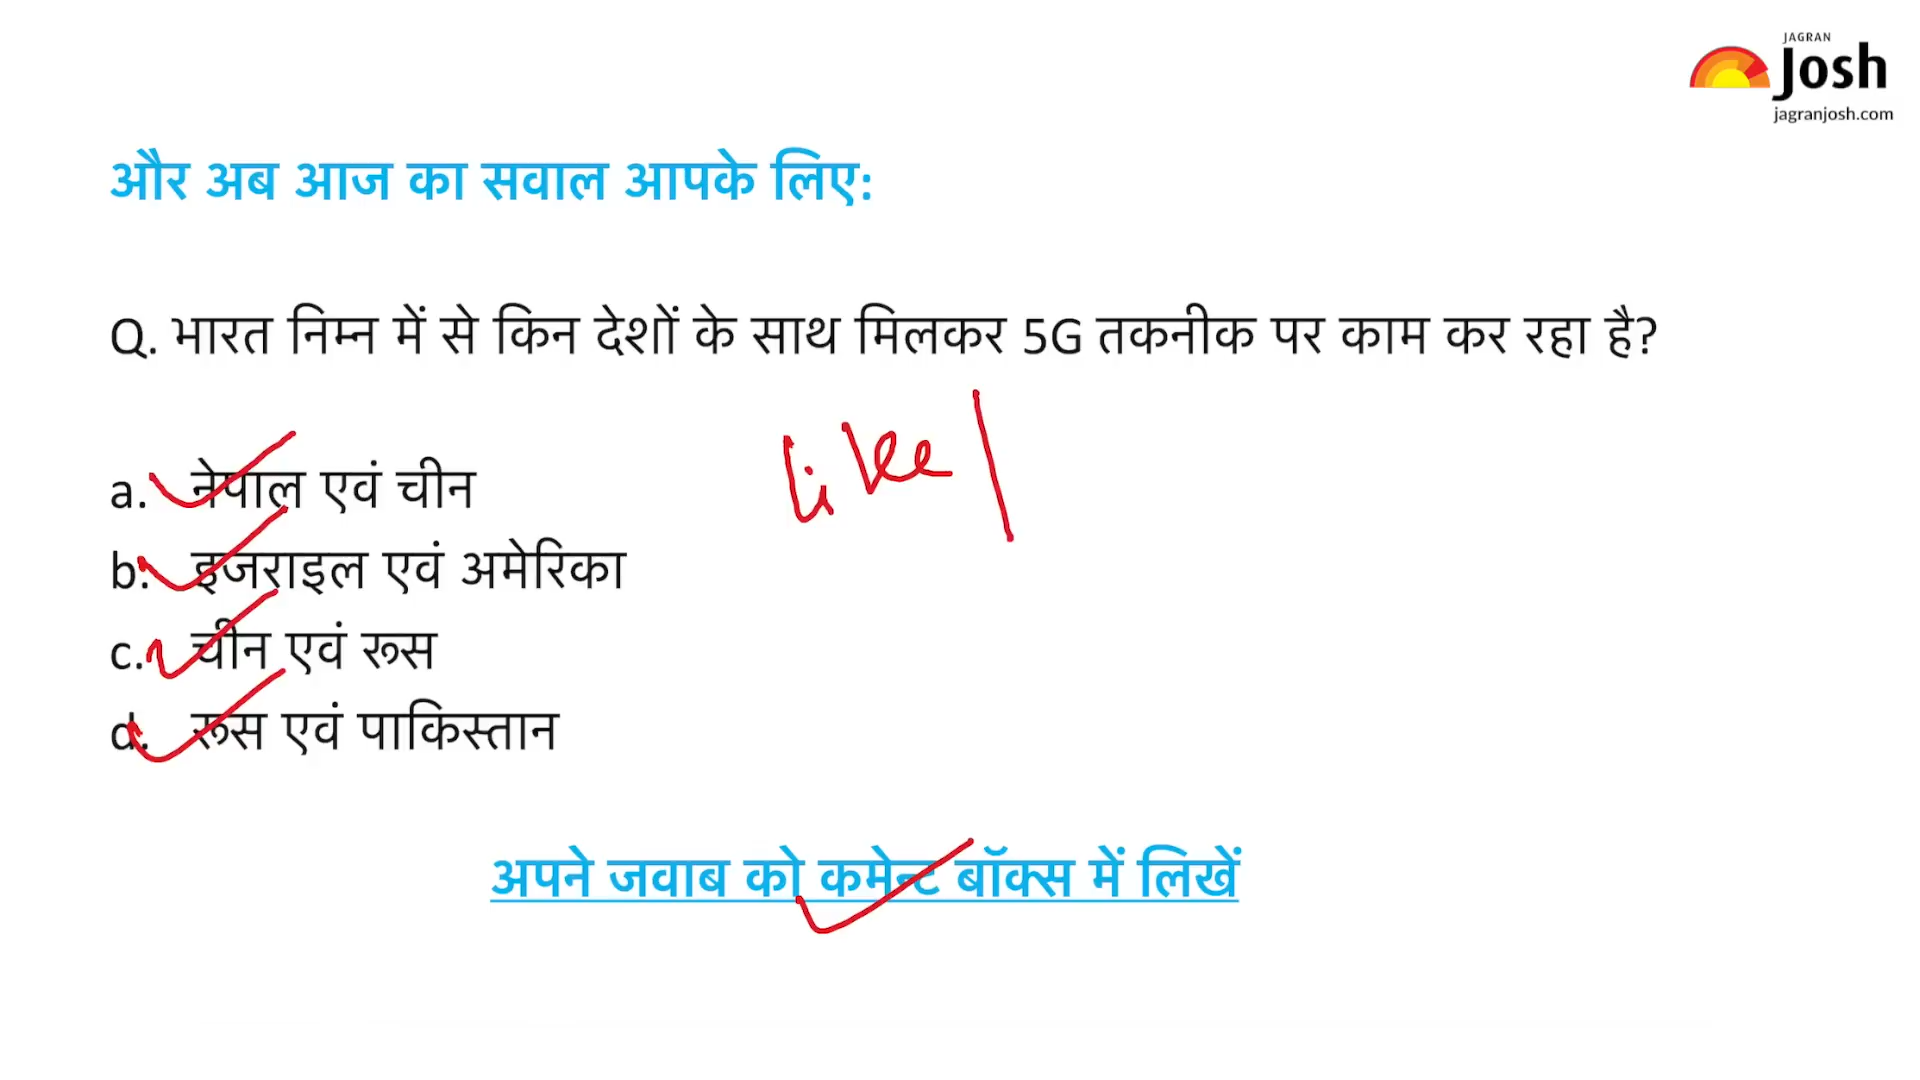 JAGRAN
Josh
jagranjosh.com
और अब आज का सवाल आपके लिए:
Q. भारत निम्न में से किन देशों के साथ मिलकर 5G तकनीक पर काम कर रहा है?
like
a. नेपाल एवं चीन
b. इजराइल एवं अमेरिका
c. चीन एवं रूस
d. रूस एवं पाकिस्तान
अपने जवाब को कमेन्ट बॉक्स में लिखें